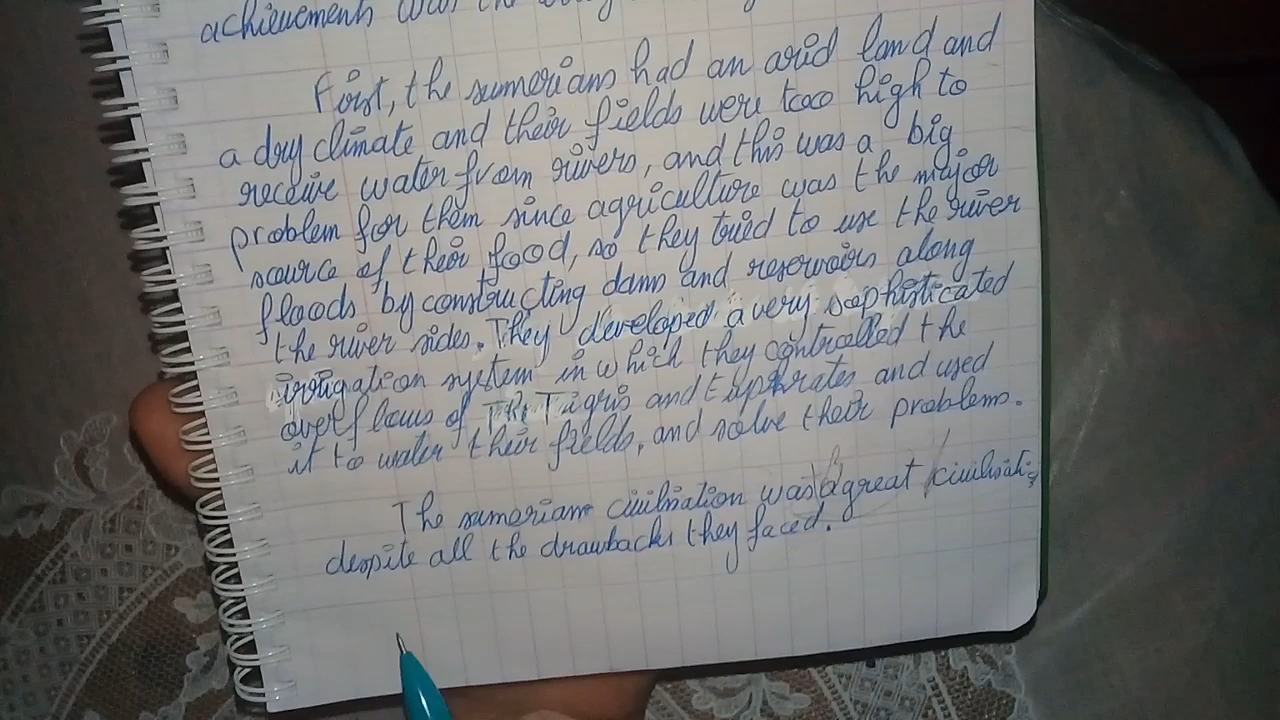 achievements was the
First, the sumerians had an arid land and
a dry climate and their fields were too high to
receive water from rivers, and this was a big
problem for them since agriculture was the major
source of their food, so they tried to use the river
floods by constructing dams and reservoirs along
the river sides. They developed a very sophisticated
irrigation system in which they controlled the
overflows of The Tigris and Euphrates and used
it to water their fields, and solve their problems.
The sumerian civilisation was a great civilisati
despite all the drawbacks they faced.